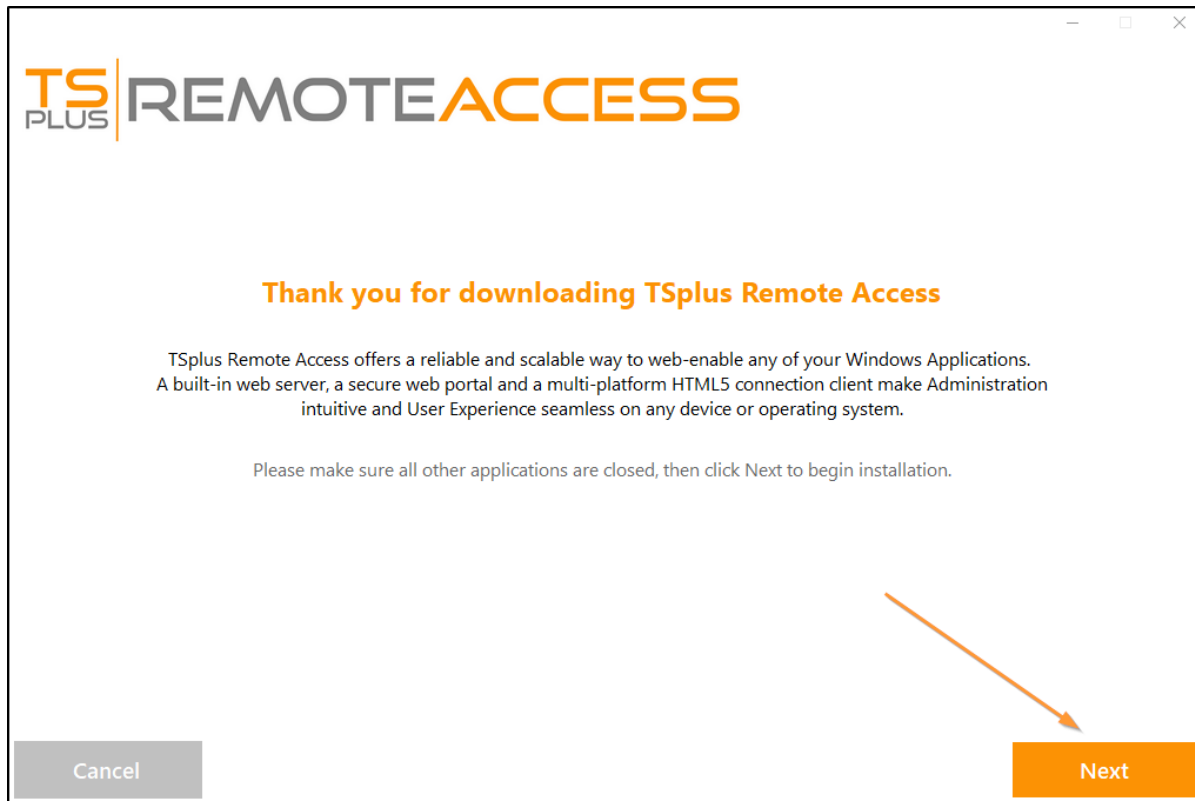 TS
PLUS
REMOTEACCESS
Thank you for downloading TSplus Remote Access
TSplus Remote Access offers a reliable and scalable way to web-enable any of your Windows Applications.
A built-in web server, a secure web portal and a multi-platform HTML5 connection client make Administration
intuitive and User Experience seamless on any device or operating system.
Please make sure all other applications are closed, then click Next to begin installation.
Cancel
Next